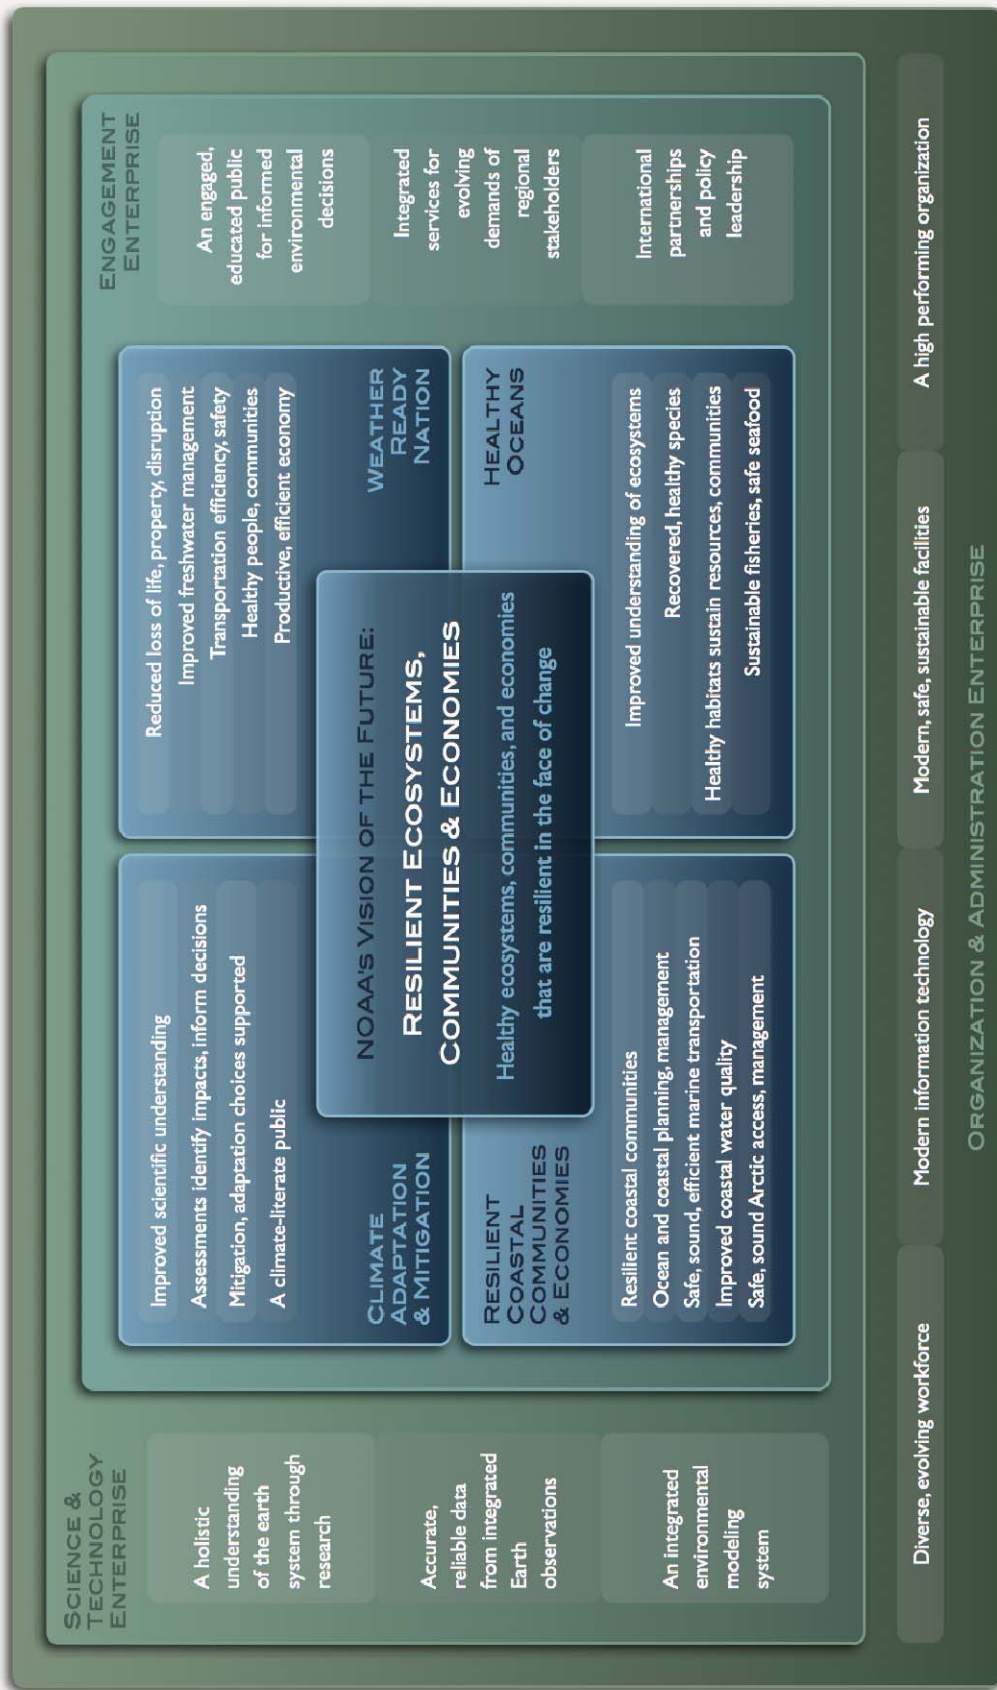 SCIENCE &
TECHNOLOGY
ENTERPRISE
A holistic
understanding
of the earth
system through
research
Accurate,
reliable data
from integrated
Earth
observations
An integrated
environmental
modeling
system
Improved scientific understanding
Assessments identify impacts, inform decisions
Mitigation, adaptation choices supported
A climate-literate public
CLIMATE
ADAPTATION
& MITIGATION
Reduced loss of life, property, disruption
Improved freshwater management
Transportation efficiency, safety
Healthy people, communities
Productive, efficient economy
WEATHER
READY
NATION
NOAA'S VISION OF THE FUTURE:
RESILIENT ECOSYSTEMS,
COMMUNITIES & ECONOMIES
Healthy ecosystems, communities, and economies
that are resilient in the face of change
RESILIENT
COASTAL
COMMUNITIES
& ECONOMIES
Resilient coastal communities
Ocean and coastal planning, management
Safe, sound, efficient marine transportation
Improved coastal water quality
Safe, sound Arctic access, management
HEALTHY
OCEANS
Improved understanding of ecosystems
Recovered, healthy species
Healthy habitats sustain resources, communities
Sustainable fisheries, safe seafood
ENGAGEMENT
ENTERPRISE
An engaged,
educated public
for informed
environmental
decisions
Integrated
services for
evolving
demands of
regional
stakeholders
International
partnerships
and policy
leadership
Diverse, evolving workforce
Modern information technology
Modern, safe, sustainable facilities
A high performing organization
ORGANIZATION & ADMINISTRATION ENTERPRISE